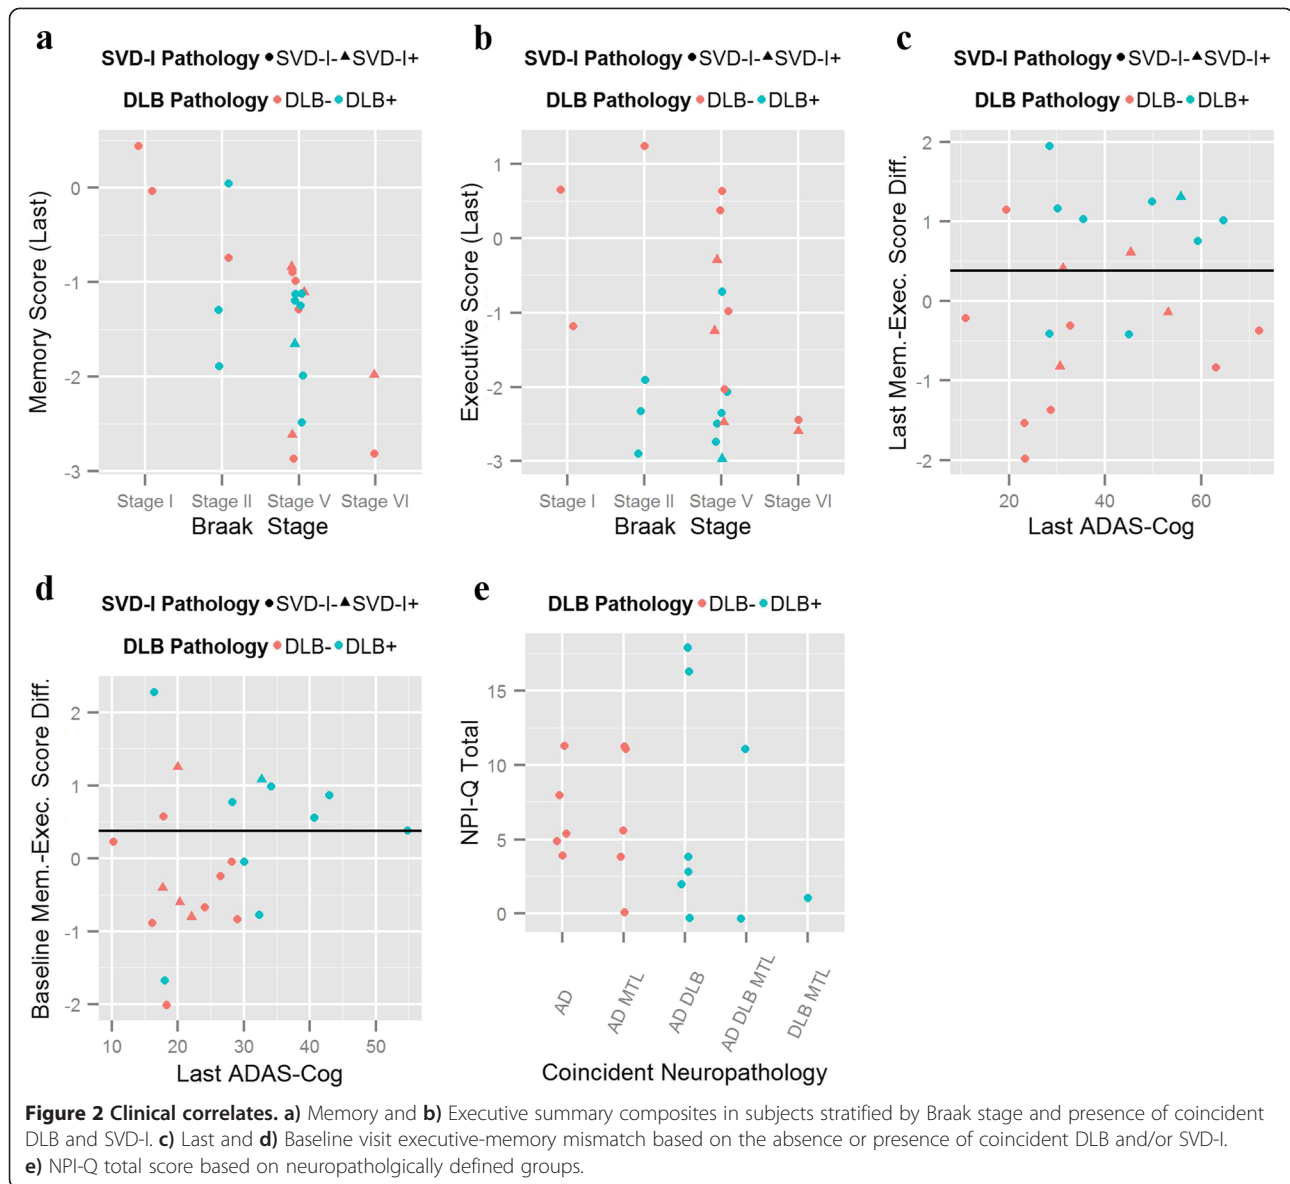 a
SVD-I Pathology ●SVD-I-▲SVD-I+
DLB Pathology ●DLB-●DLB+
Memory Score (Last)
0
-1
-2
-3
Stage I Stage II Stage V Stage VI
Braak Stage
b
SVD-I Pathology ●SVD-I-▲SVD-I+
DLB Pathology ●DLB-●DLB+
Executive Score (Last)
1
0
-1
-2
-3
Stage I Stage II Stage V Stage VI
Braak Stage
c
SVD-I Pathology ●SVD-I-▲SVD-I+
DLB Pathology ●DLB-●DLB+
Last Mem.-Exec. Score Diff.
2
1
0
-1
-2
20 40 60
Last ADAS-Cog
d
SVD-I Pathology ●SVD-I-▲SVD-I+
DLB Pathology ●DLB-●DLB+
Baseline Mem.-Exec. Score Diff.
2
1
0
-1
-2
10 20 30 40 50
Last ADAS-Cog
e
DLB Pathology ●DLB-●DLB+
NPI-Q Total
15
10
5
0
AD
AD MTL
AD DLB
AD DLB MTL
DLB MTL
Coincident Neuropathology
Figure 2 Clinical correlates. a) Memory and b) Executive summary composites in subjects stratified by Braak stage and presence of coincident
DLB and SVD-I. c) Last and d) Baseline visit executive-memory mismatch based on the absence or presence of coincident DLB and/or SVD-I.
e) NPI-Q total score based on neuropatholgically defined groups.